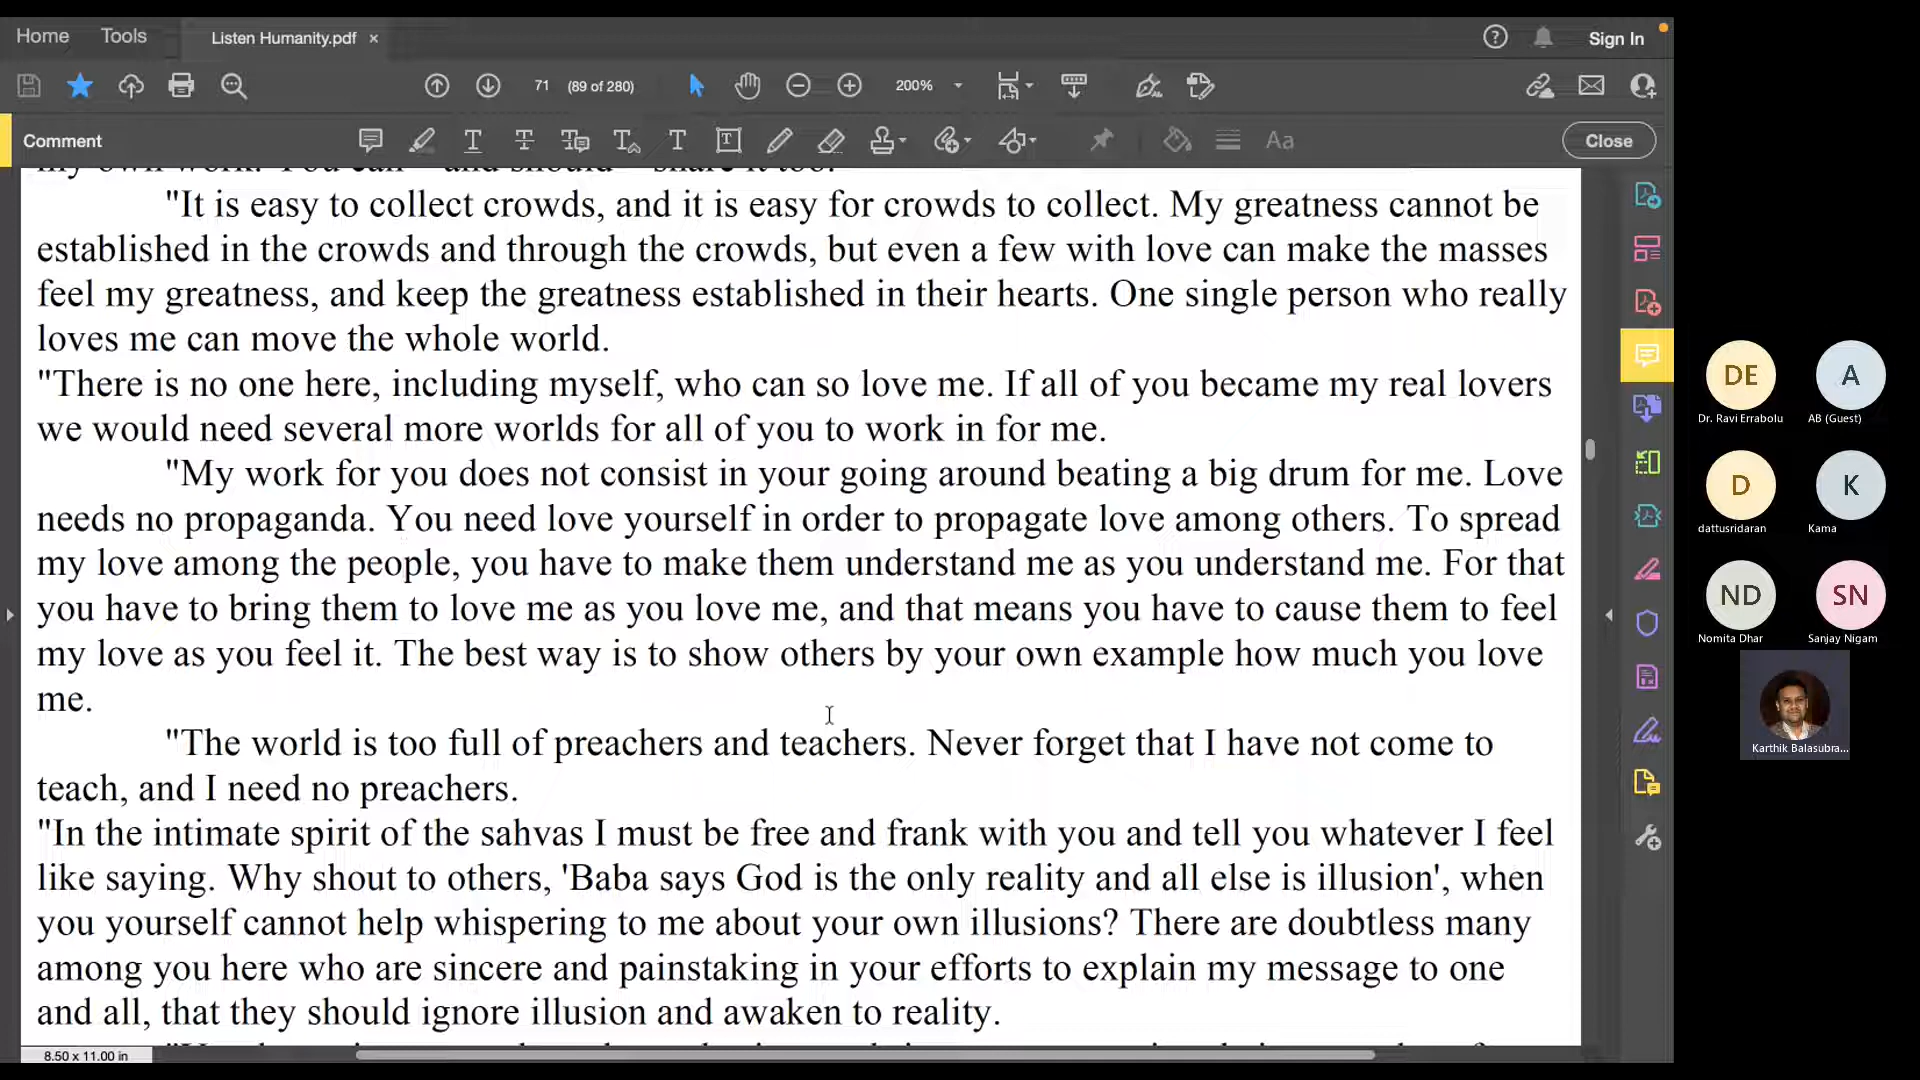 Home Tools Listen Humanity.pdf × Sign In
71 (89 of 280) 200%
Comment Close
my own work. You can and should share it too.
"It is easy to collect crowds, and it is easy for crowds to collect. My greatness cannot be
established in the crowds and through the crowds, but even a few with love can make the masses
feel my greatness, and keep the greatness established in their hearts. One single person who really
loves me can move the whole world.
"There is no one here, including myself, who can so love me. If all of you became my real lovers
we would need several more worlds for all of you to work in for me.
"My work for you does not consist in your going around beating a big drum for me. Love
needs no propaganda. You need love yourself in order to propagate love among others. To spread
my love among the people, you have to make them understand me as you understand me. For that
you have to bring them to love me as you love me, and that means you have to cause them to feel
my love as you feel it. The best way is to show others by your own example how much you love
me.
"The world is too full of preachers and teachers. Never forget that I have not come to
teach, and I need no preachers.
"In the intimate spirit of the sahvas I must be free and frank with you and tell you whatever I feel
like saying. Why shout to others, 'Baba says God is the only reality and all else is illusion', when
you yourself cannot help whispering to me about your own illusions? There are doubtless many
among you here who are sincere and painstaking in your efforts to explain my message to one
and all, that they should ignore illusion and awaken to reality.
8.50 x 11.00 in
DE A
Dr. Ravi Errabolu AB (Guest)
D K
dattusridaran Kama
ND SN
Nomita Dhar Sanjay Nigam
Karthik Balasubra...